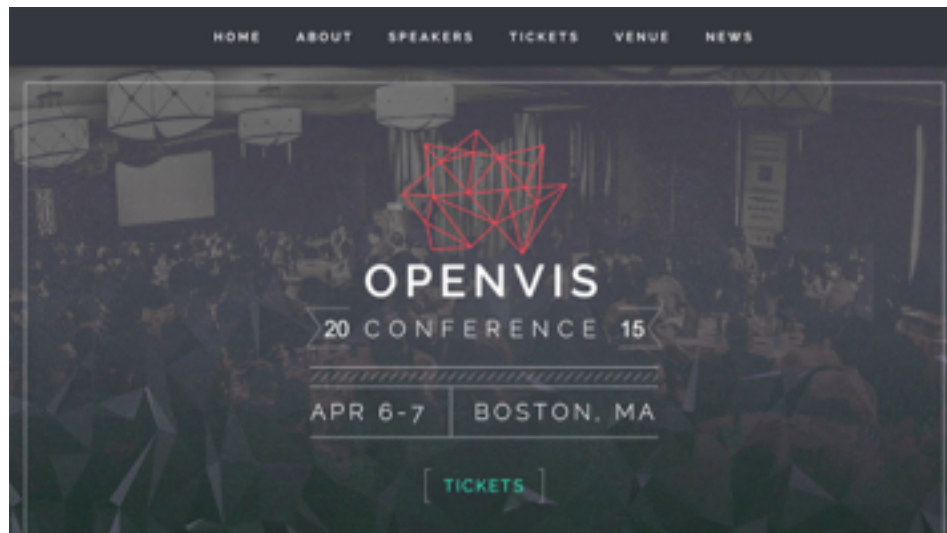 HOME ABOUT SPEAKERS TICKETS VENUE NEWS
OPENVIS
20 CONFERENCE 15
APR 6-7 BOSTON, MA
[ TICKETS ]